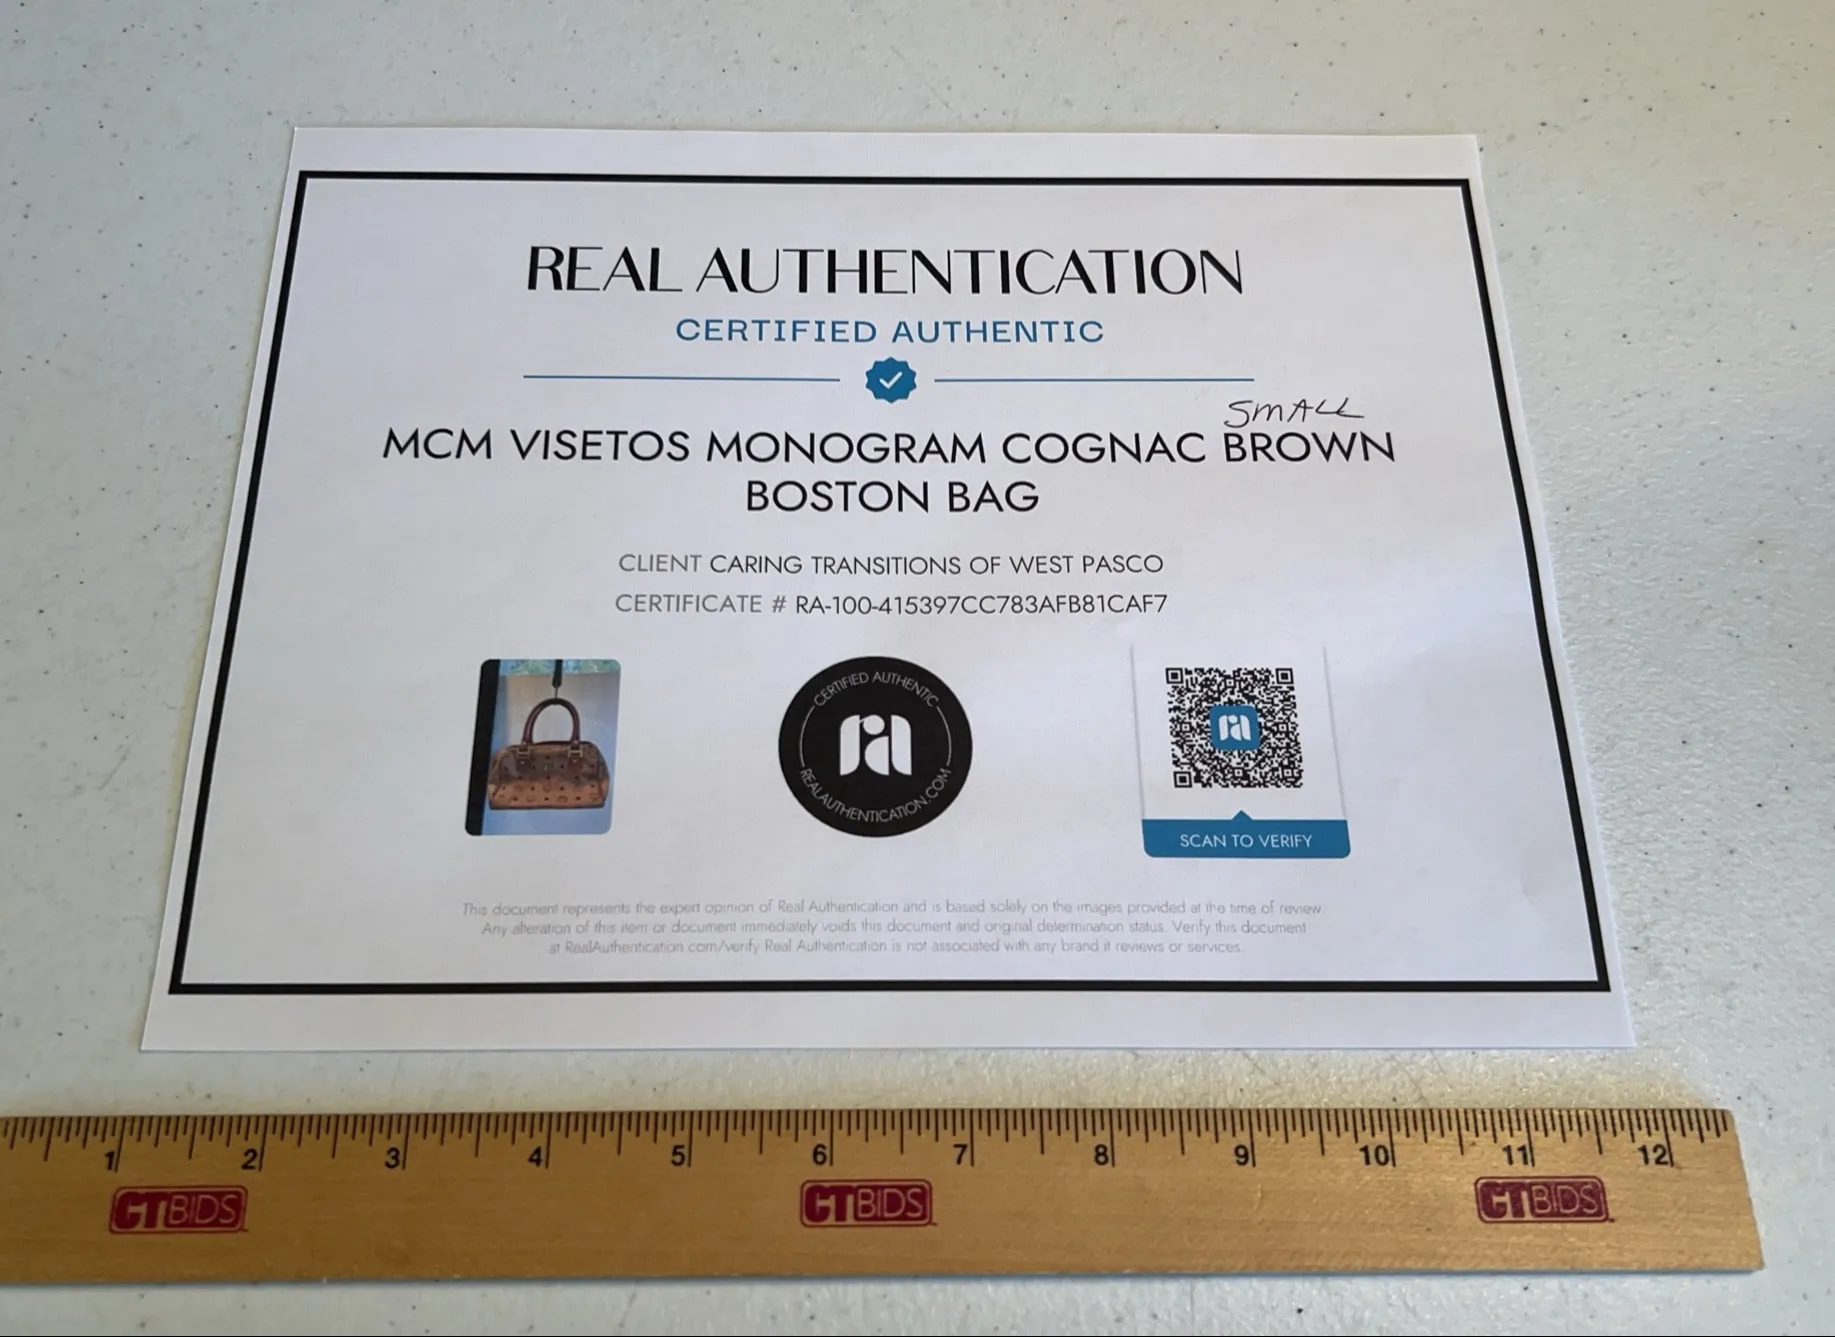 REAL AUTHENTICATION
CERTIFIED AUTHENTIC
SMALL
MCM VISETOS MONOGRAM COGNAC BROWN
BOSTON BAG
CLIENT CARING TRANSITIONS OF WEST PASCO
CERTIFICATE # RA-100-415397CC783AFB81CAF7
CERTIFIED AUTHENTIC
ra
REALAUTHENTICATION.COM
ra
SCAN TO VERIFY
This document represents the expert opinion of Real Authentication and is based solely on the images provided at the time of review.
Any alteration of this item or document immediately voids this document and original determination status. Verify this document
at RealAuthentication.com/verify Real Authentication is not associated with any brand it reviews or services.
1 2 3 4 5 6 7 8 9 10 11 12
CTBIDS CTBIDS CTBIDS